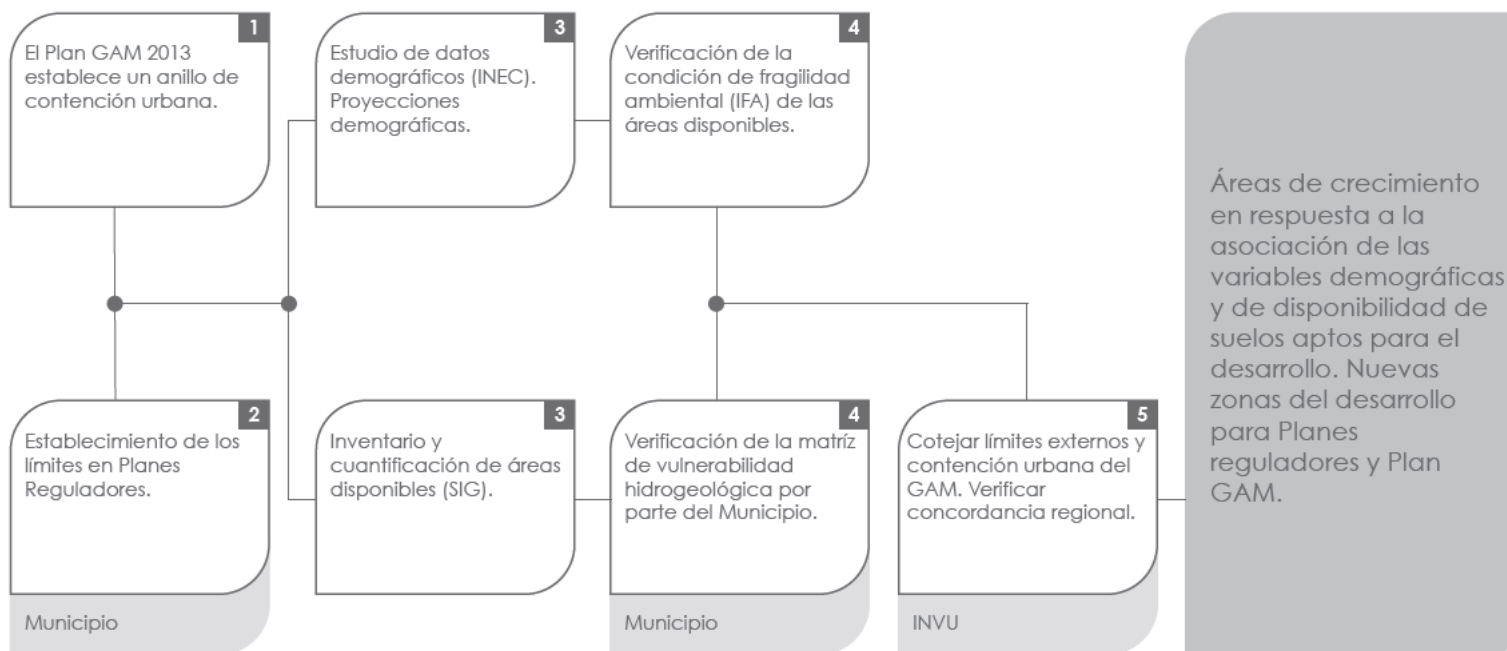 1
El Plan GAM 2013
establece un anillo de
contención urbana.
3
Estudio de datos
demográficos (INEC).
Proyecciones
demográficas.
4
Verificación de la
condición de fragilidad
ambiental (IFA) de las
áreas disponibles.
2
Establecimiento de los
límites en Planes
Reguladores.
Municipio
3
Inventario y
cuantificación de áreas
disponibles (SIG).
4
Verificación de la matríz
de vulnerabilidad
hidrogeológica por
parte del Municipio.
Municipio
5
Cotejar límites externos y
contención urbana del
GAM. Verificar
concordancia regional.
INVU
Áreas de crecimiento
en respuesta a la
asociación de las
variables demográficas
y de disponibilidad de
suelos aptos para el
desarrollo. Nuevas
zonas del desarrollo
para Planes
reguladores y Plan
GAM.